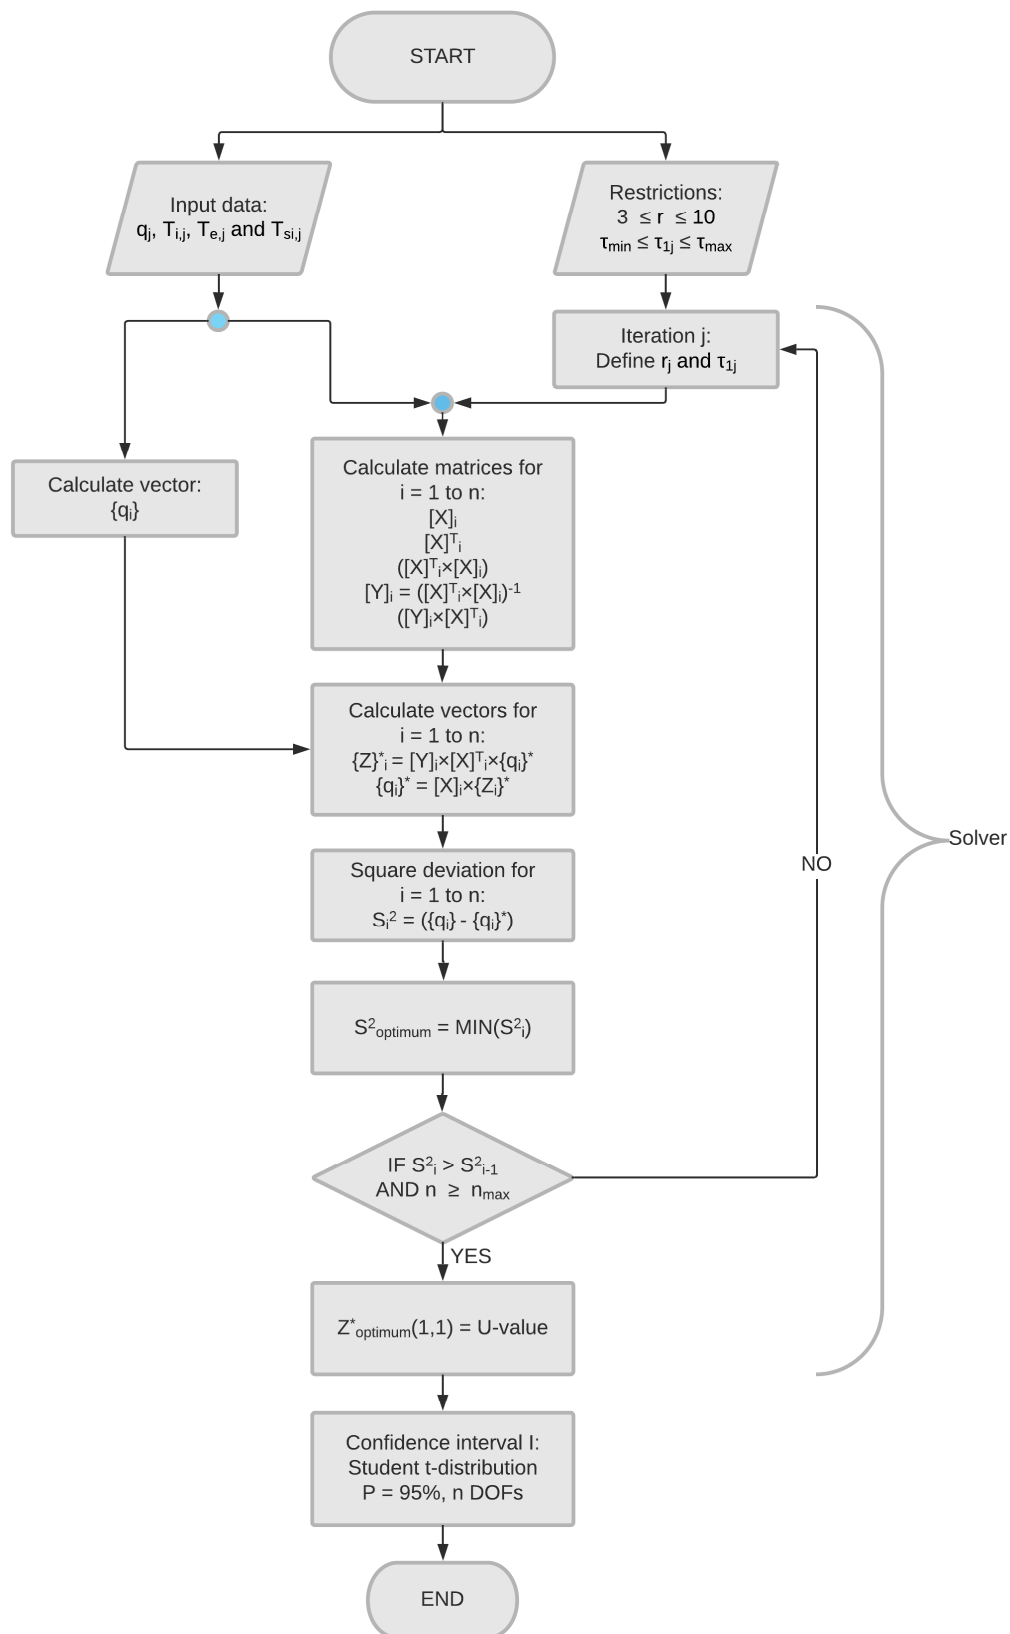 START
Input data:
qj, Ti,j, Te,j and Tsi,j
Restrictions:
3 ≤ r ≤ 10
τmin ≤ τ1j ≤ τmax
Iteration j:
Define rj and τ1j
Calculate vector:
{qi}
Calculate matrices for
i = 1 to n:
[X]i
[X]ᵀi
([X]ᵀi×[X]i)
[Y]i = ([X]ᵀi×[X]i)⁻¹
([Y]i×[X]ᵀi)
Calculate vectors for
i = 1 to n:
{Z}*i = [Y]i×[X]ᵀi×{qi}*
{qi}* = [X]i×{Zi}*
Square deviation for
i = 1 to n:
Si² = ({qi} - {qi}*)
Solver
NO
S²optimum = MIN(S²i)
IF S²i > S²i-1
AND n ≥ nmax
YES
Z*optimum(1,1) = U-value
Confidence interval I:
Student t-distribution
P = 95%, n DOFs
END